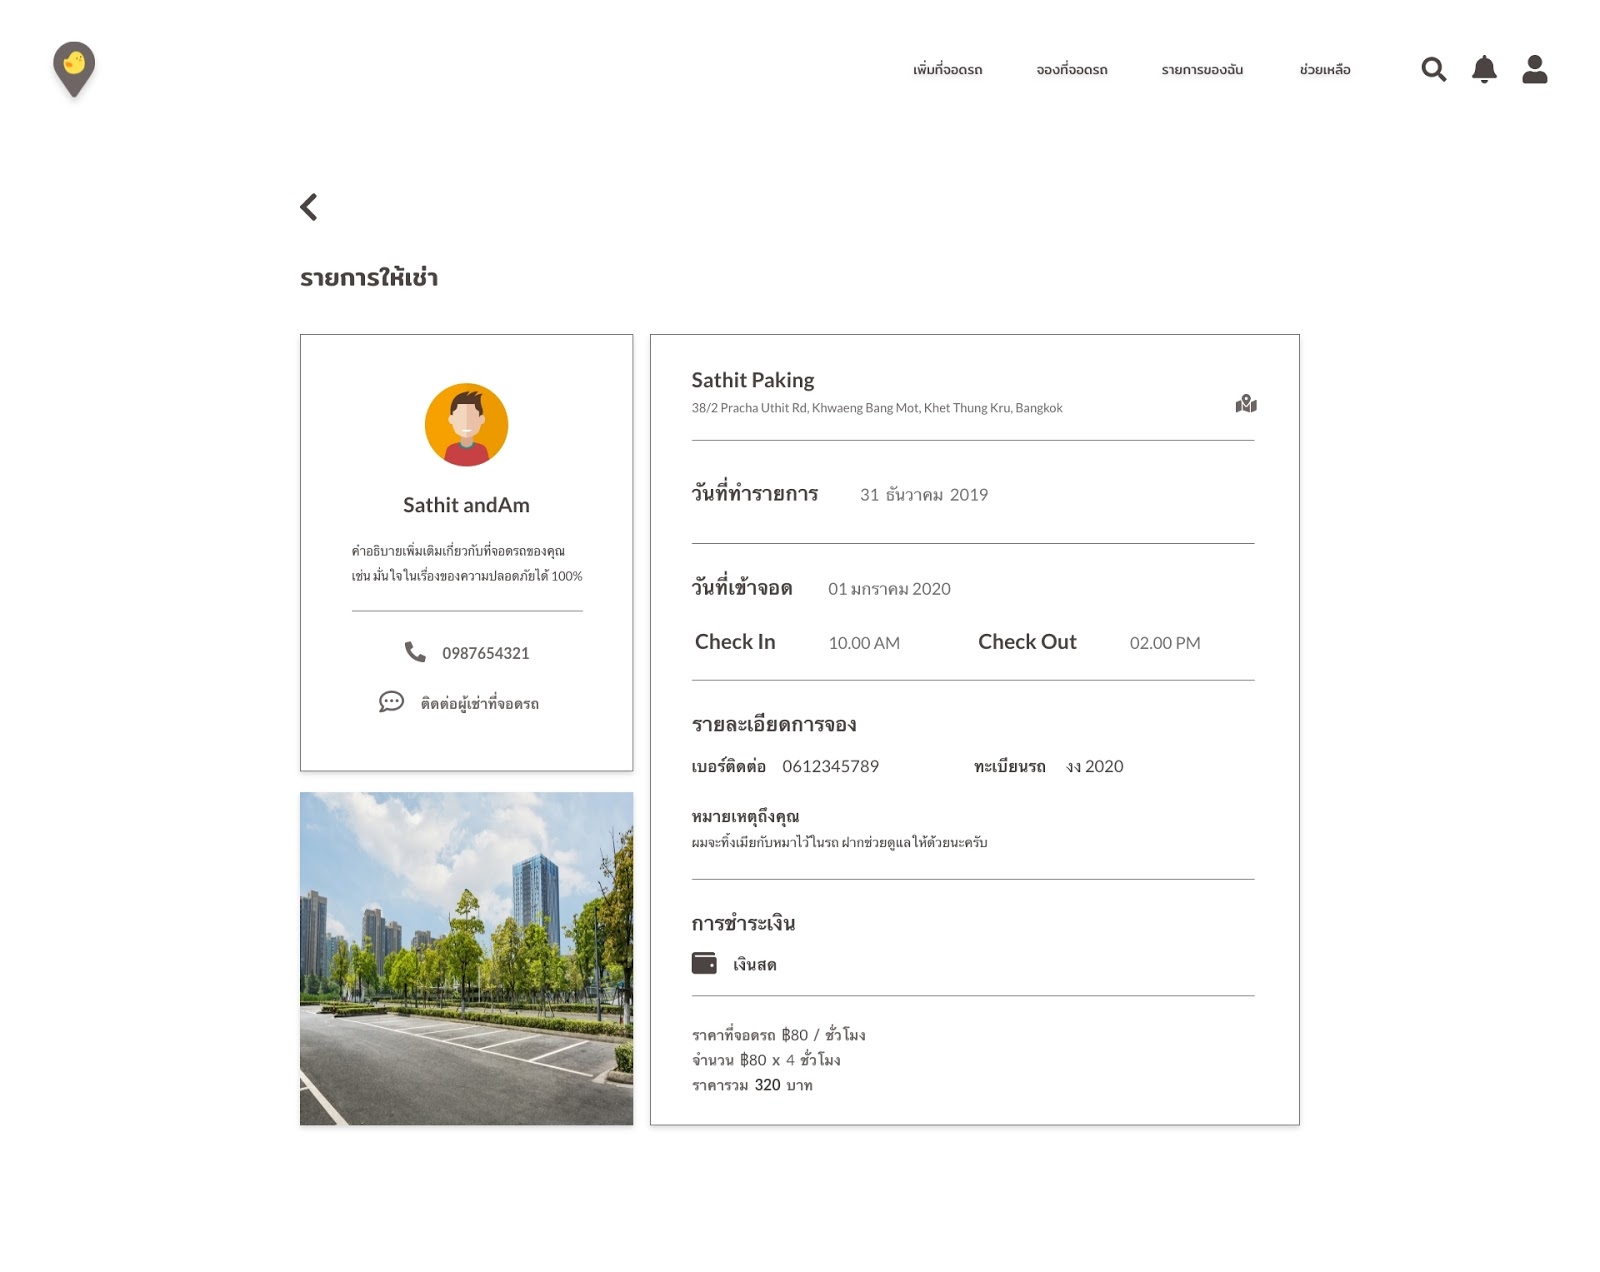 เพิ่มที่จอดรถ
จองที่จอดรถ
รายการของฉัน
ช่วยเหลือ
รายการให้เช่า
Sathit andAm
คำอธิบายเพิ่มเติมเกี่ยวกับที่จอดรถของคุณ
เช่น มั่นใจในเรื่องของความปลอดภัยได้ 100%
0987654321
ติดต่อผู้เช่าที่จอดรถ
Sathit Paking
38/2 Pracha Uthit Rd, Khwaeng Bang Mot, Khet Thung Kru, Bangkok
วันที่ทำรายการ 31 ธันวาคม 2019
วันที่เข้าจอด 01 มกราคม 2020
Check In 10.00 AM Check Out 02.00 PM
รายละเอียดการจอง
เบอร์ติดต่อ 0612345789 ทะเบียนรถ งง 2020
หมายเหตุถึงคุณ
ผมจะทิ้งเมียกับหมาไว้ในรถ ฝากช่วยดูแลให้ด้วยนะครับ
การชำระเงิน
เงินสด
ราคาที่จอดรถ ฿80 / ชั่วโมง
จำนวน ฿80 x 4 ชั่วโมง
ราคารวม 320 บาท